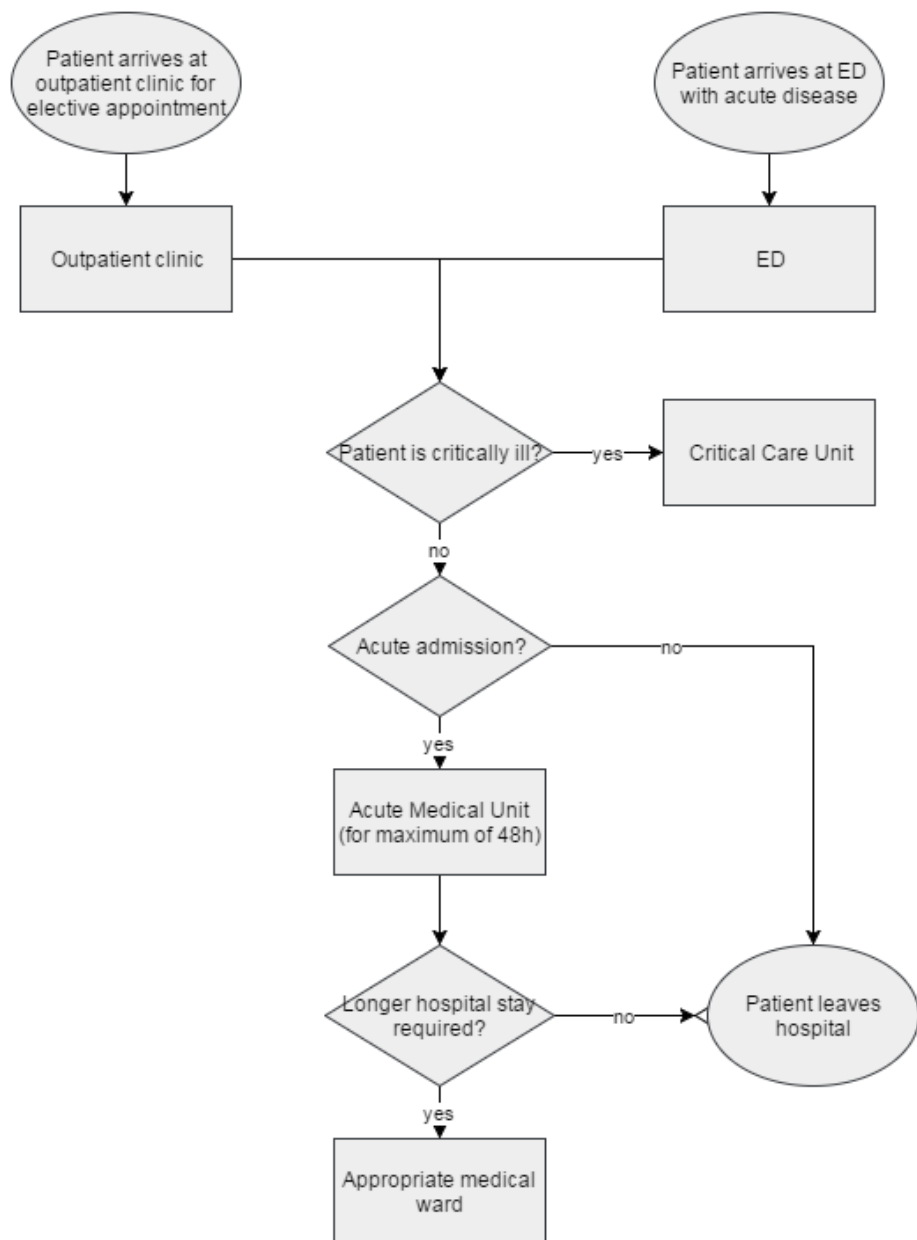 Patient arrives at
outpatient clinic for
elective appointment
Patient arrives at ED
with acute disease
Outpatient clinic
ED
Patient is critically ill?
yes
Critical Care Unit
no
Acute admission?
no
yes
Acute Medical Unit
(for maximum of 48h)
Longer hospital stay
required?
no
Patient leaves
hospital
yes
Appropriate medical
ward